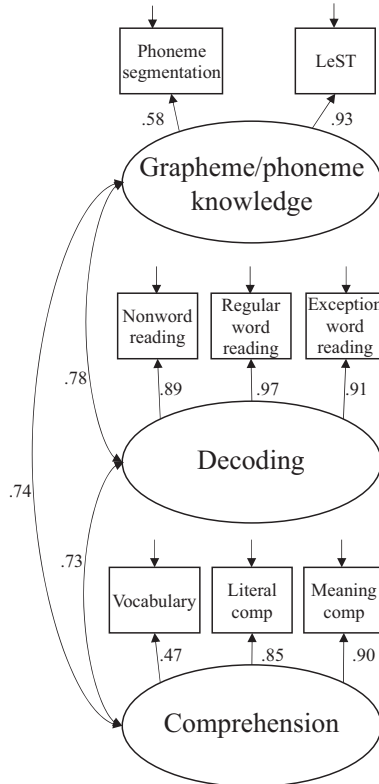 Phoneme
segmentation
LeST
.58
.93
Grapheme/phoneme
knowledge
Nonword
reading
Regular
word
reading
Exception
word
reading
.78
.89
.97
.91
Decoding
.74
.73
Vocabulary
Literal
comp
Meaning
comp
.47
.85
.90
Comprehension